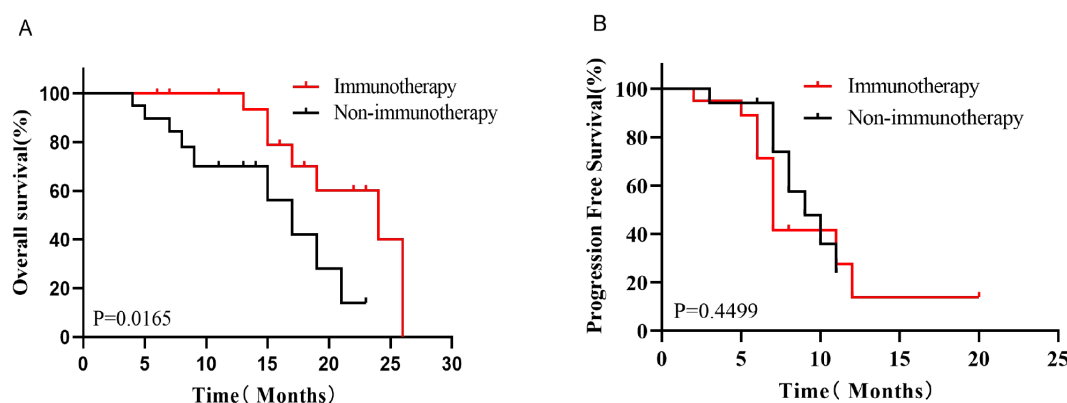 A
Overall survival(%)
100
80
60
40
20
0
Immunotherapy
Non-immunotherapy
P=0.0165
0 5 10 15 20 25 30
Time( Months)
B
Progression Free Survival(%)
100
80
60
40
20
0
Immunotherapy
Non-immunotherapy
P=0.4499
0 5 10 15 20 25
Time( Months)